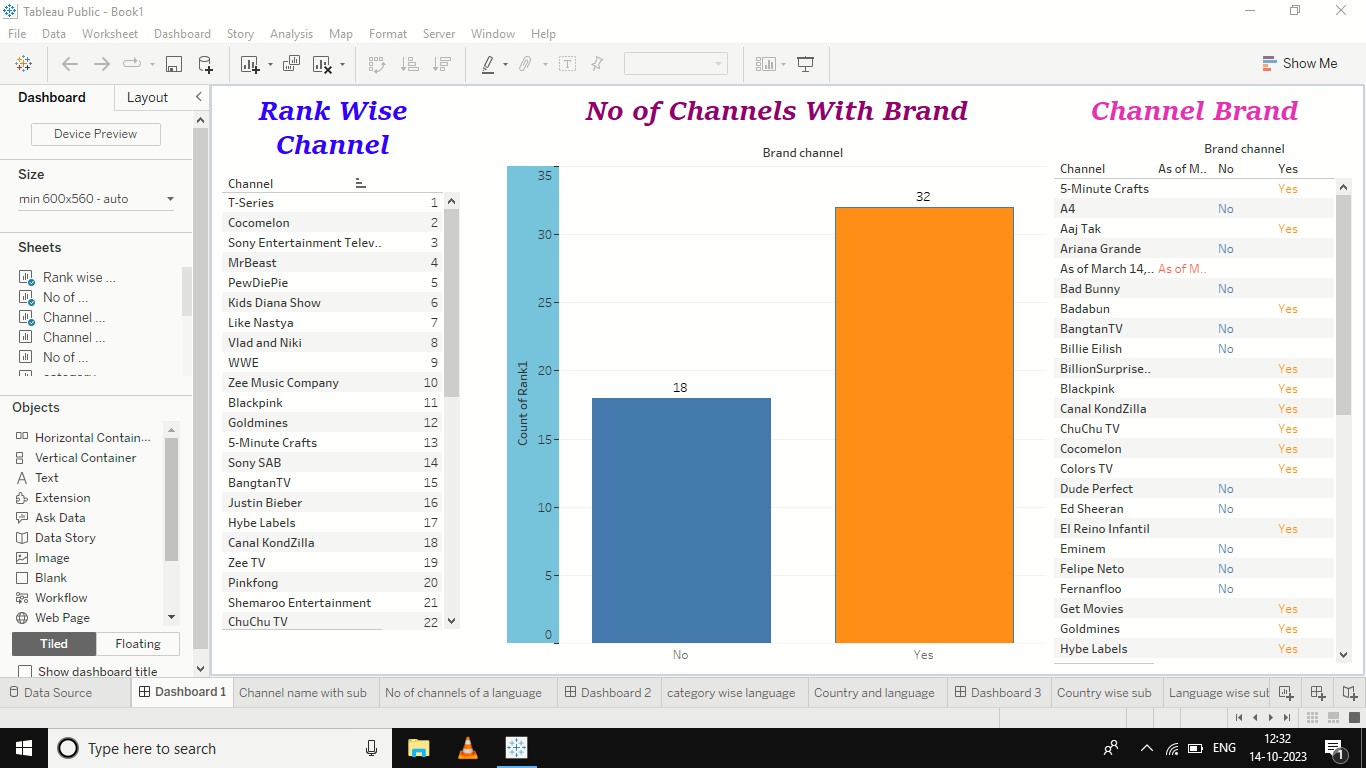 Tableau Public - Book1
File Data Worksheet Dashboard Story Analysis Map Format Server Window Help
Show Me
Dashboard Layout
Device Preview
Size
min 600x560 - auto
Sheets
Rank wise ...
No of ...
Channel ...
Channel ...
No of ...
Objects
Horizontal Contain...
Vertical Container
Text
Extension
Ask Data
Data Story
Image
Blank
Workflow
Web Page
Tiled Floating
Show dashboard title
Rank Wise
Channel
Channel
T-Series 1
Cocomelon 2
Sony Entertainment Telev.. 3
MrBeast 4
PewDiePie 5
Kids Diana Show 6
Like Nastya 7
Vlad and Niki 8
WWE 9
Zee Music Company 10
Blackpink 11
Goldmines 12
5-Minute Crafts 13
Sony SAB 14
BangtanTV 15
Justin Bieber 16
Hybe Labels 17
Canal KondZilla 18
Zee TV 19
Pinkfong 20
Shemaroo Entertainment 21
ChuChu TV 22
No of Channels With Brand
Brand channel
Count of Rank1
35
30
25
20
15
10
5
0
18
32
No Yes
Channel Brand
Brand channel
Channel As of M.. No Yes
5-Minute Crafts Yes
A4 No
Aaj Tak Yes
Ariana Grande No
As of March 14,.. As of M..
Bad Bunny No
Badabun Yes
BangtanTV No
Billie Eilish No
BillionSurprise.. Yes
Blackpink Yes
Canal KondZilla Yes
ChuChu TV Yes
Cocomelon Yes
Colors TV Yes
Dude Perfect No
Ed Sheeran No
El Reino Infantil Yes
Eminem No
Felipe Neto No
Fernanfloo No
Get Movies Yes
Goldmines Yes
Hybe Labels Yes
Data Source Dashboard 1 Channel name with sub No of channels of a language Dashboard 2 category wise language Country and language Dashboard 3 Country wise sub Language wise sub
Type here to search
ENG
12:32
14-10-2023
1